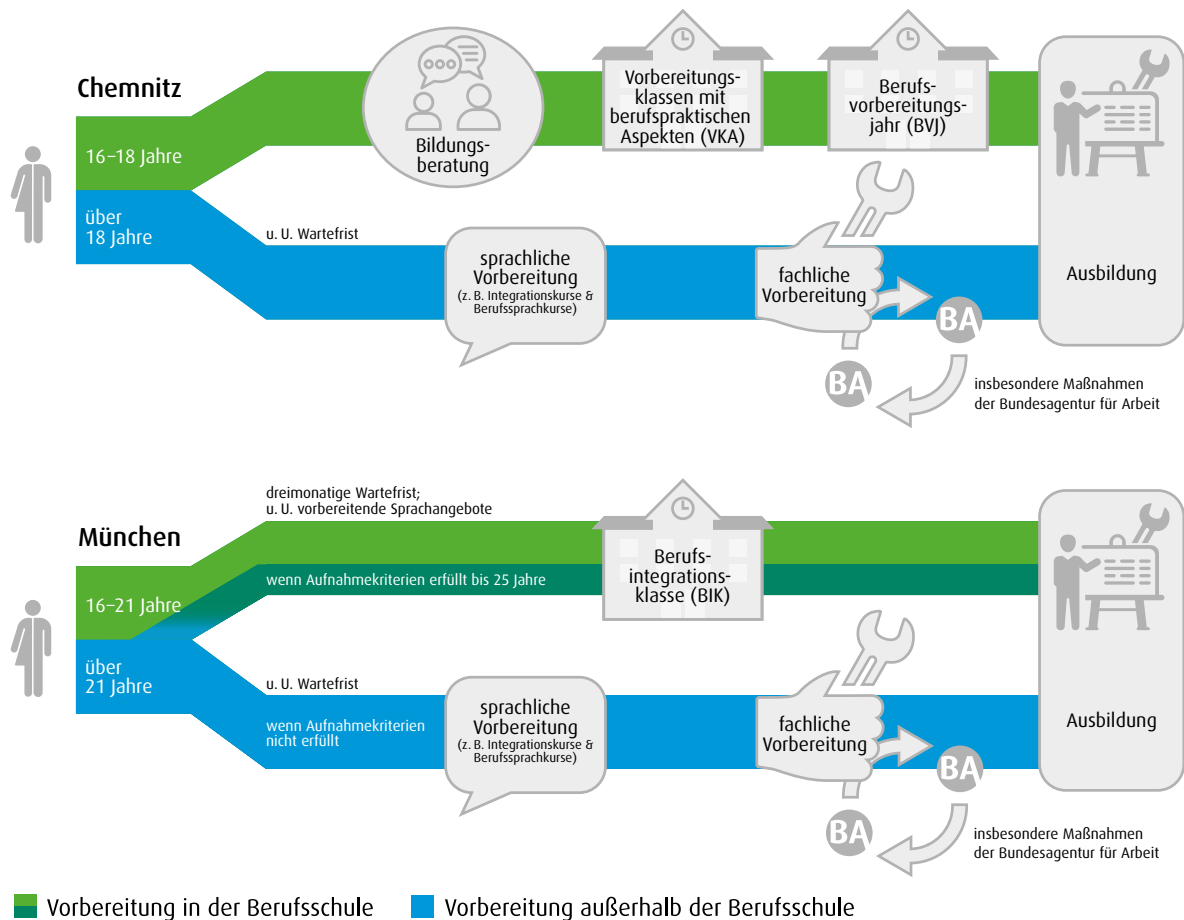 Chemnitz
16–18 Jahre
über
18 Jahre
u. U. Wartefrist
Bildungs-
beratung
Vorbereitungs-
klassen mit
berufspraktischen
Aspekten (VKA)
Berufs-
vorbereitungs-
jahr (BVJ)
sprachliche
Vorbereitung
(z. B. Integrationskurse &
Berufssprachkurse)
fachliche
Vorbereitung
BA
BA
insbesondere Maßnahmen
der Bundesagentur für Arbeit
Ausbildung
München
16–21 Jahre
über
21 Jahre
dreimonatige Wartefrist;
u. U. vorbereitende Sprachangebote
wenn Aufnahmekriterien erfüllt bis 25 Jahre
Berufs-
integrations-
klasse (BIK)
u. U. Wartefrist
wenn Aufnahmekriterien
nicht erfüllt
sprachliche
Vorbereitung
(z. B. Integrationskurse &
Berufssprachkurse)
fachliche
Vorbereitung
BA
BA
insbesondere Maßnahmen
der Bundesagentur für Arbeit
Ausbildung
Vorbereitung in der Berufsschule
Vorbereitung außerhalb der Berufsschule